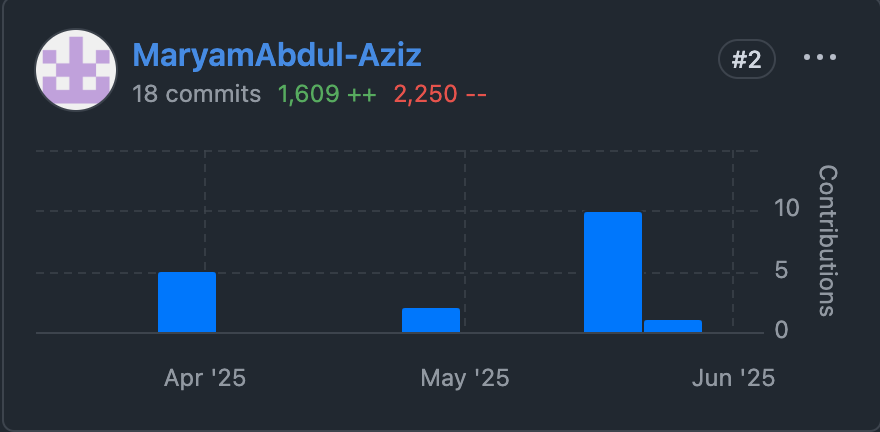 MaryamAbdul-Aziz
#2
18 commits 1,609 ++ 2,250 --
10
5
0
Contributions
Apr '25 May '25 Jun '25